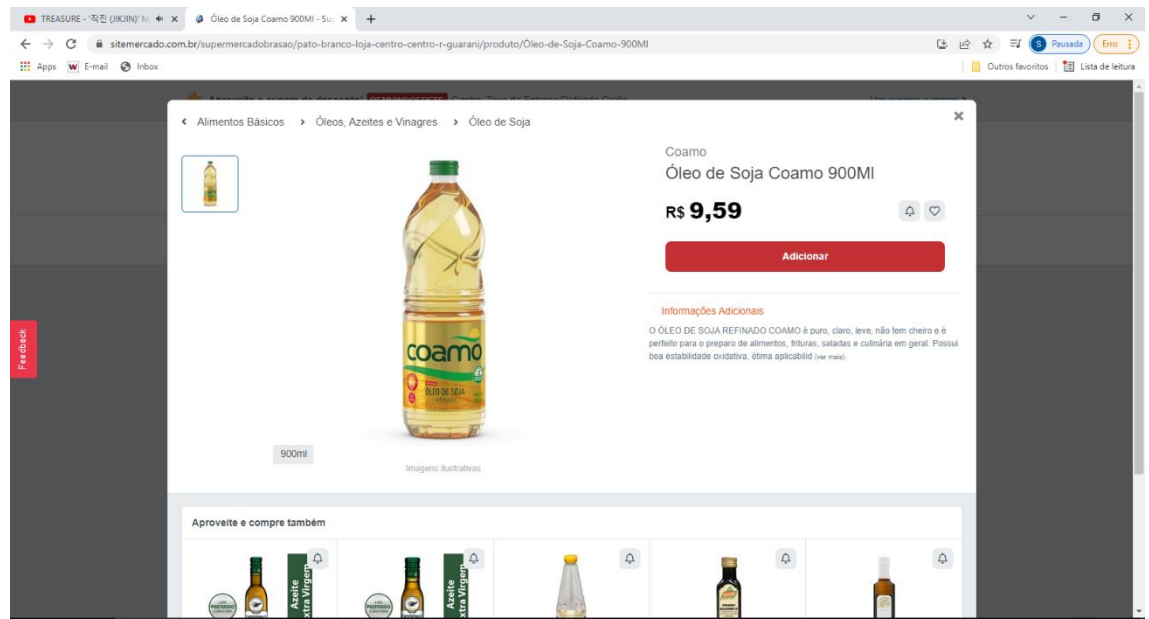 TREASURE - '직진 (JIKJIN)' M
Óleo de Soja Coamo 900Ml - Su
sitemercado.com.br/supermercadobrasao/pato-branco-loja-centro-centro-r-guarani/produto/Óleo-de-Soja-Coamo-900Ml
S Pausada
Erro
Apps
E-mail
Inbox
Outros favoritos
Lista de leitura
Alimentos Básicos > Óleos, Azeites e Vinagres > Óleo de Soja
Coamo
Óleo de Soja Coamo 900Ml
R$ 9,59
Adicionar
Informações Adicionais
O ÓLEO DE SOJA REFINADO COAMO é puro, claro, leve, não tem cheiro e é
perfeito para o preparo de alimentos, frituras, saladas e culinária em geral. Possui
boa estabilidade oxidativa, ótima aplicabilid (ver mais)
Feedback
coamo
ÓLEO DE SOJA
900ml
Imagens ilustrativas
Aproveite e compre também
Azeite
Extra Virgem
Azeite
Extra Virgem